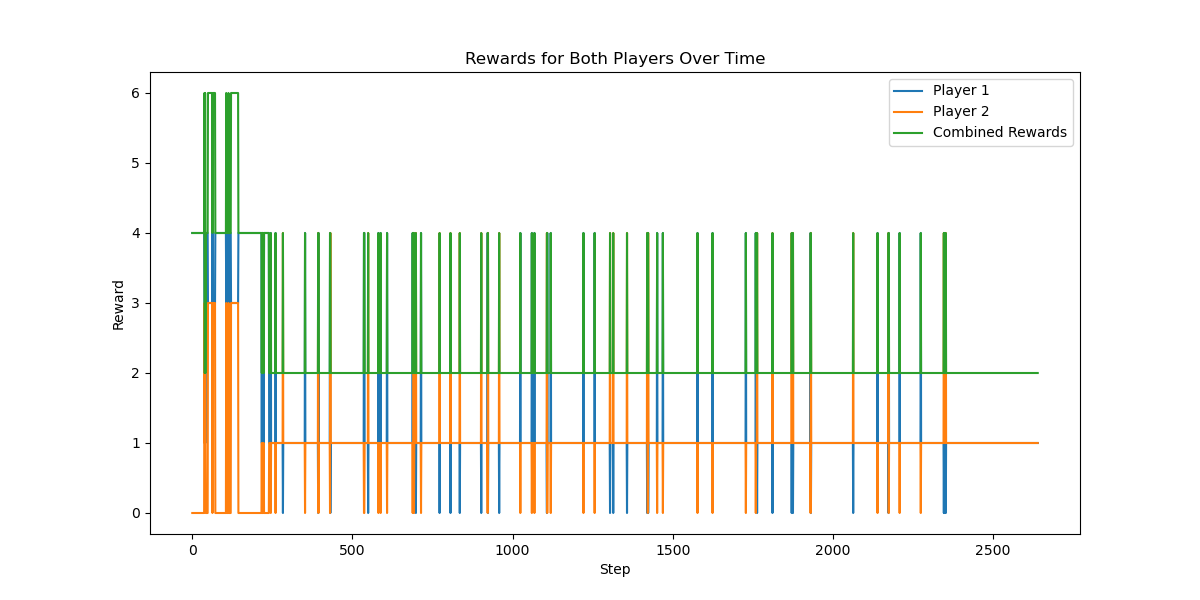 Rewards for Both Players Over Time
Player 1
Player 2
Combined Rewards
Reward
6
5
4
3
2
1
0
0
500
1000
1500
2000
2500
Step